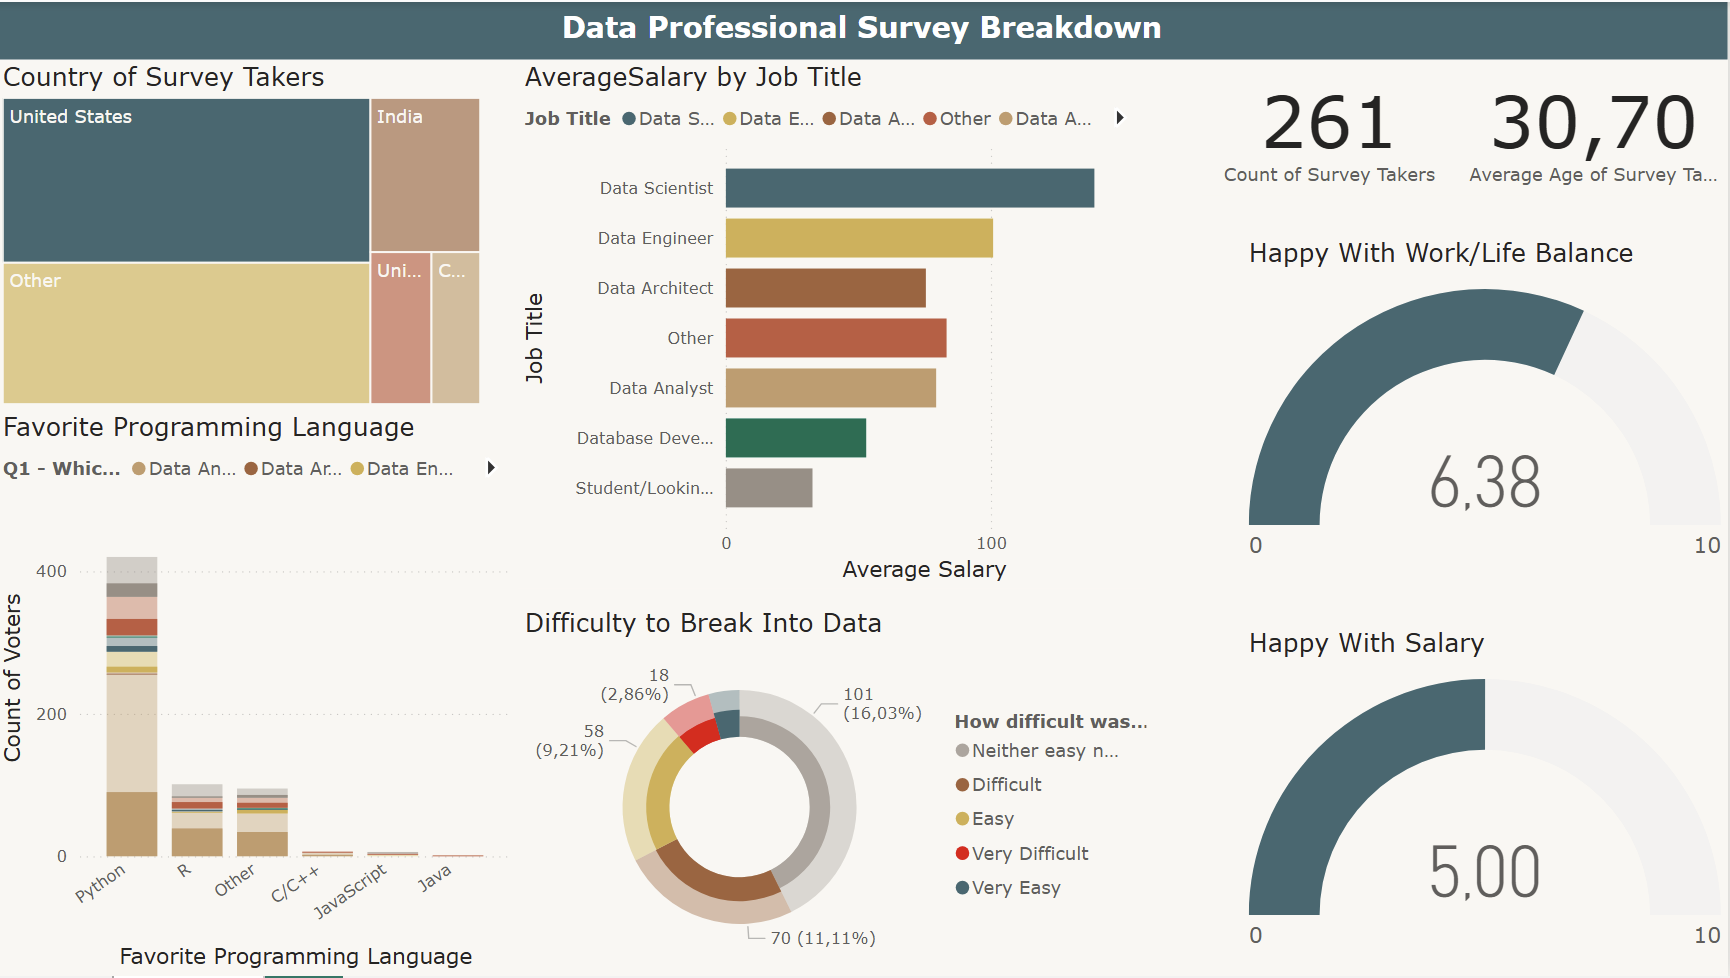 Data Professional Survey Breakdown
Country of Survey Takers
United States
India
Other
Uni...
C...
AverageSalary by Job Title
Job Title Data S... Data E... Data A... Other Data A...
Job Title
Data Scientist
Data Engineer
Data Architect
Other
Data Analyst
Database Deve...
Student/Lookin...
0 100
Average Salary
261
Count of Survey Takers
30,70
Average Age of Survey Ta...
Happy With Work/Life Balance
6,38
0 10
Favorite Programming Language
Q1 - Whic... Data An... Data Ar... Data En...
Count of Voters
400
200
0
Python
R
Other
C/C++
JavaScript
Java
Favorite Programming Language
Difficulty to Break Into Data
18
(2,86%)
58
(9,21%)
101
(16,03%)
70 (11,11%)
How difficult was...
Neither easy n...
Difficult
Easy
Very Difficult
Very Easy
Happy With Salary
5,00
0 10